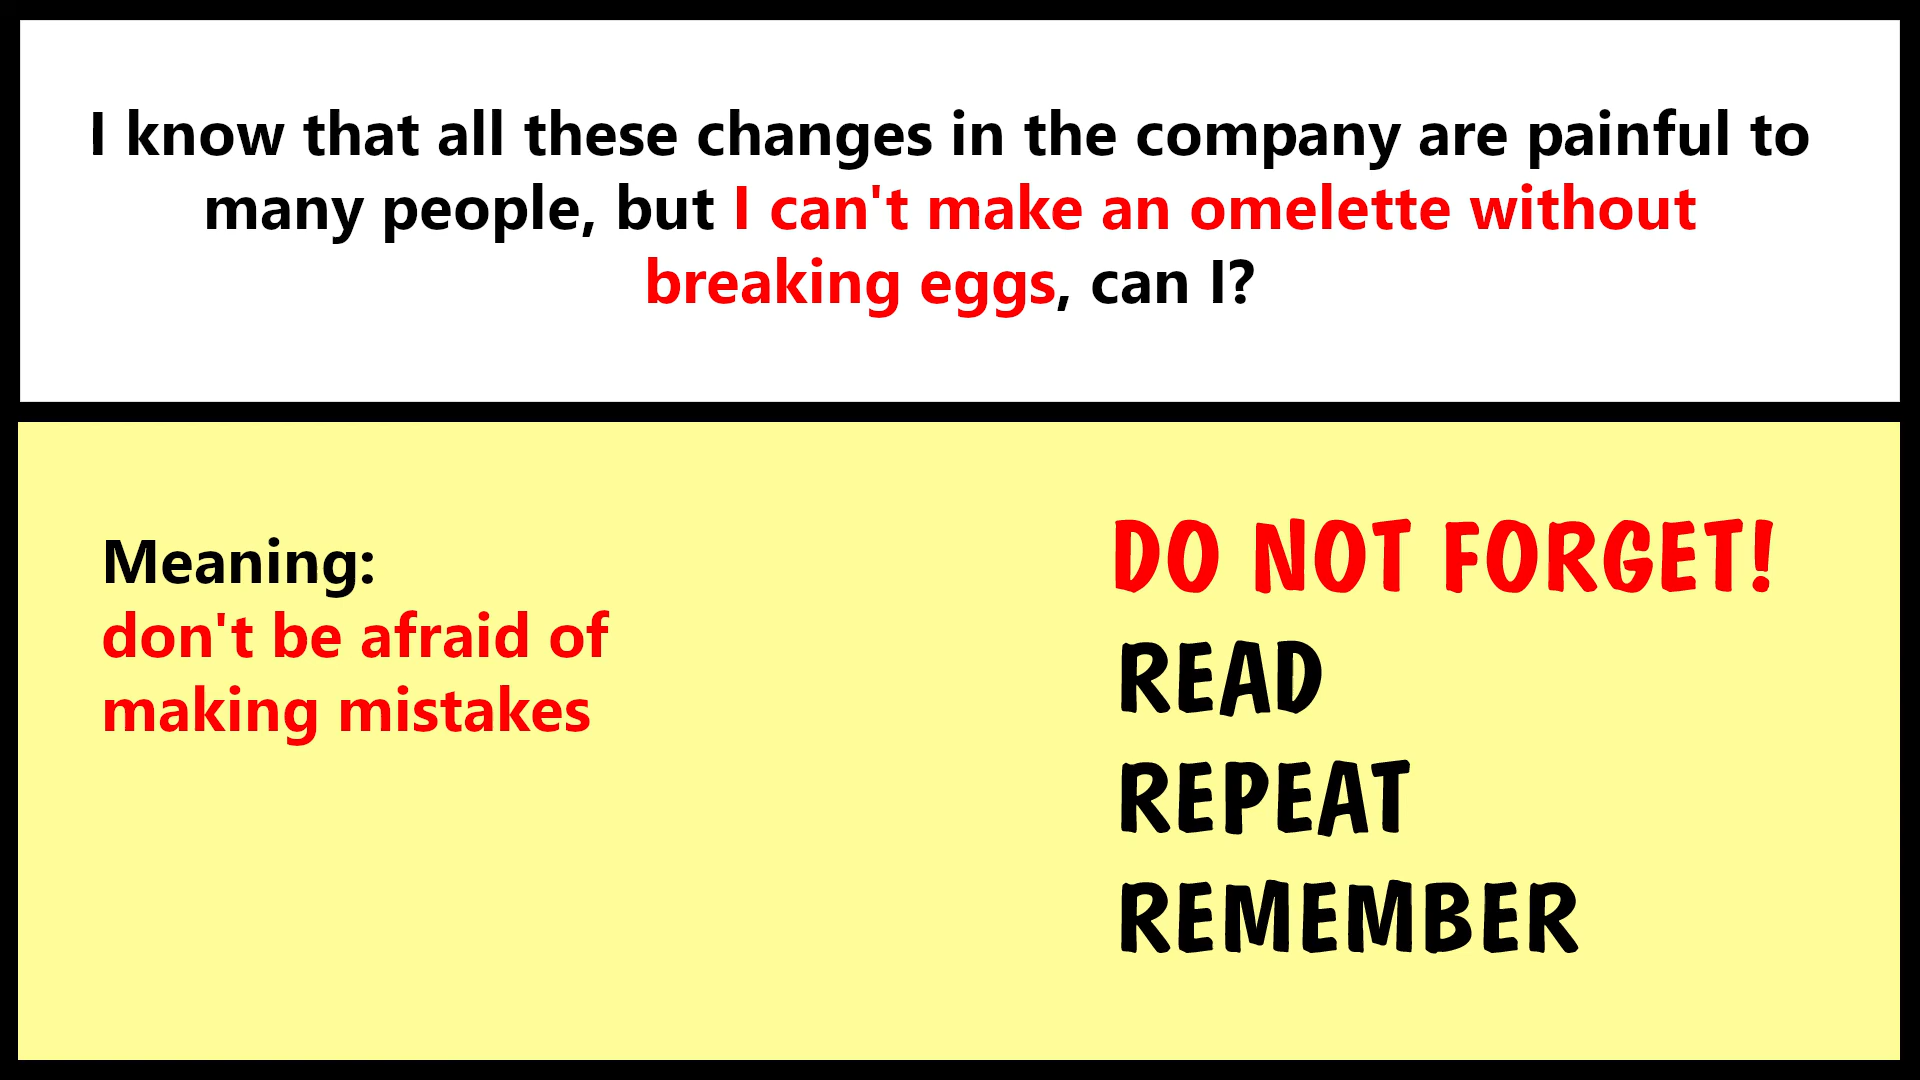 I know that all these changes in the company are painful to
many people, but I can't make an omelette without
breaking eggs, can I?
Meaning:
don't be afraid of
making mistakes
DO NOT FORGET!
READ
REPEAT
REMEMBER